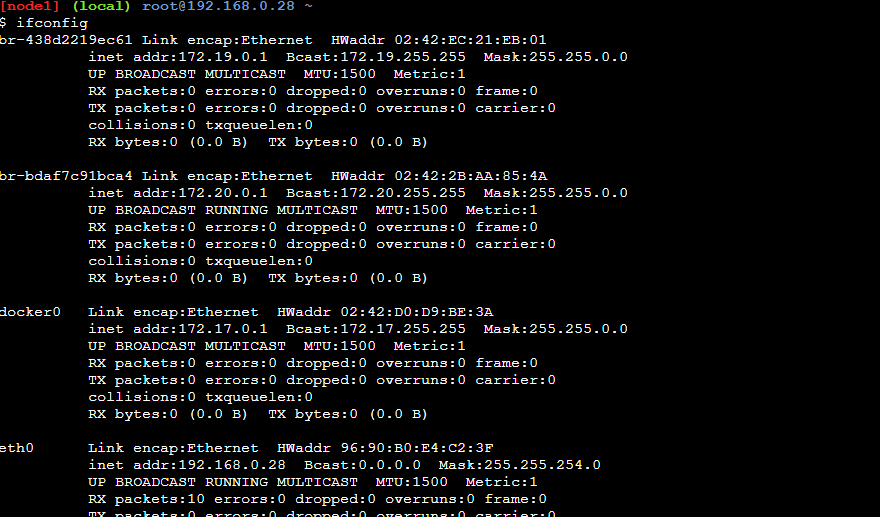 [node1] (local) root@192.168.0.28 ~
$ ifconfig
br-438d2219ec61 Link encap:Ethernet  HWaddr 02:42:EC:21:EB:01
          inet addr:172.19.0.1  Bcast:172.19.255.255  Mask:255.255.0.0
          UP BROADCAST MULTICAST  MTU:1500  Metric:1
          RX packets:0 errors:0 dropped:0 overruns:0 frame:0
          TX packets:0 errors:0 dropped:0 overruns:0 carrier:0
          collisions:0 txqueuelen:0
          RX bytes:0 (0.0 B)  TX bytes:0 (0.0 B)
br-bdaf7c91bca4 Link encap:Ethernet  HWaddr 02:42:2B:AA:85:4A
          inet addr:172.20.0.1  Bcast:172.20.255.255  Mask:255.255.0.0
          UP BROADCAST RUNNING MULTICAST  MTU:1500  Metric:1
          RX packets:0 errors:0 dropped:0 overruns:0 frame:0
          TX packets:0 errors:0 dropped:0 overruns:0 carrier:0
          collisions:0 txqueuelen:0
          RX bytes:0 (0.0 B)  TX bytes:0 (0.0 B)
docker0   Link encap:Ethernet  HWaddr 02:42:D0:D9:BE:3A
          inet addr:172.17.0.1  Bcast:172.17.255.255  Mask:255.255.0.0
          UP BROADCAST MULTICAST  MTU:1500  Metric:1
          RX packets:0 errors:0 dropped:0 overruns:0 frame:0
          TX packets:0 errors:0 dropped:0 overruns:0 carrier:0
          collisions:0 txqueuelen:0
          RX bytes:0 (0.0 B)  TX bytes:0 (0.0 B)
eth0      Link encap:Ethernet  HWaddr 96:90:B0:E4:C2:3F
          inet addr:192.168.0.28  Bcast:0.0.0.0  Mask:255.255.254.0
          UP BROADCAST RUNNING MULTICAST  MTU:1500  Metric:1
          RX packets:10 errors:0 dropped:0 overruns:0 frame:0
          TX packets:0 errors:0 dropped:0 overruns:0 carrier:0